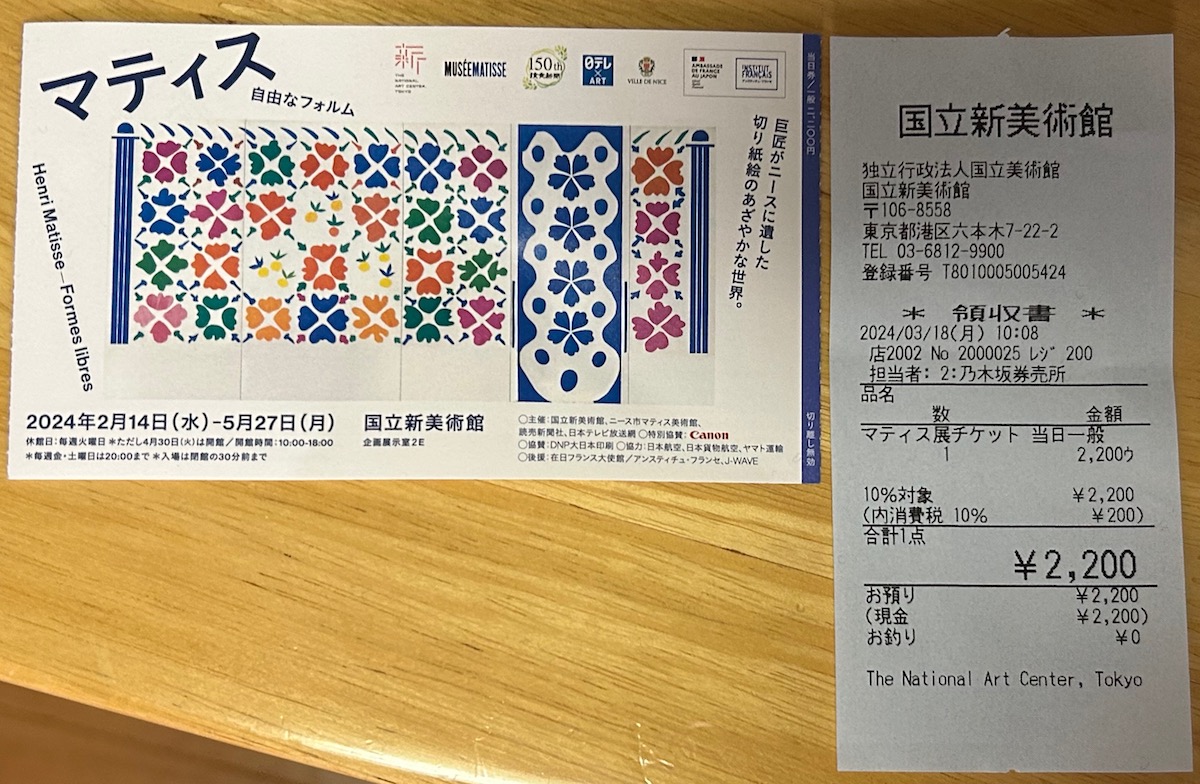 マティス
自由なフォルム
Henri Matisse—Formes libres
新
THE
NATIONAL
ART CENTER,
TOKYO
MUSÉEMATISSE
150th
読売新聞
日テレ
×ART
VILLE DE NICE
AMBASSADE
DE FRANCE
AU JAPON
INSTITUT
FRANÇAIS
巨匠がニースに遺した
切り紙絵のあざやかな世界。
2024年2月14日(水)–5月27日(月)
国立新美術館
企画展示室2E
休館日:毎週火曜日 *ただし4月30日(火)は開館/開館時間:10:00-18:00
*毎週金・土曜日は20:00まで *入場は閉館の30分前まで
○主催:国立新美術館、ニース市マティス美術館、
読売新聞社、日本テレビ放送網 ○特別協賛:Canon
○協賛:DNP大日本印刷 ○協力:日本航空、日本貨物航空、ヤマト運輸
○後援:在日フランス大使館/アンスティチュ・フランセ、J-WAVE
当日券/一般 二、二〇〇円
切り離し無効
国立新美術館
独立行政法人国立美術館
国立新美術館
〒106-8558
東京都港区六本木7-22-2
TEL 03-6812-9900
登録番号 T8010005005424
* 領収書 *
2024/03/18(月) 10:08
店2002 No 2000025 レジ 200
担当者: 2:乃木坂券売所
品名
数 金額
マティス展チケット 当日一般
1 2,200ウ
10%対象 ¥2,200
(内消費税 10% ¥200)
合計1点
¥2,200
お預り ¥2,200
(現金 ¥2,200)
お釣り ¥0
The National Art Center, Tokyo